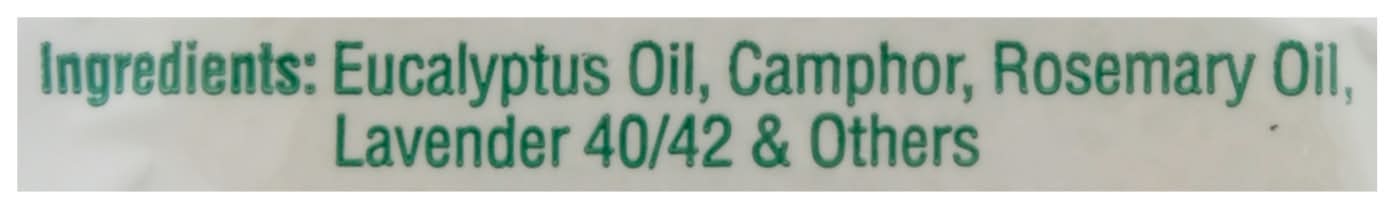 Ingredients: Eucalyptus Oil, Camphor, Rosemary Oil,
Lavender 40/42 & Others